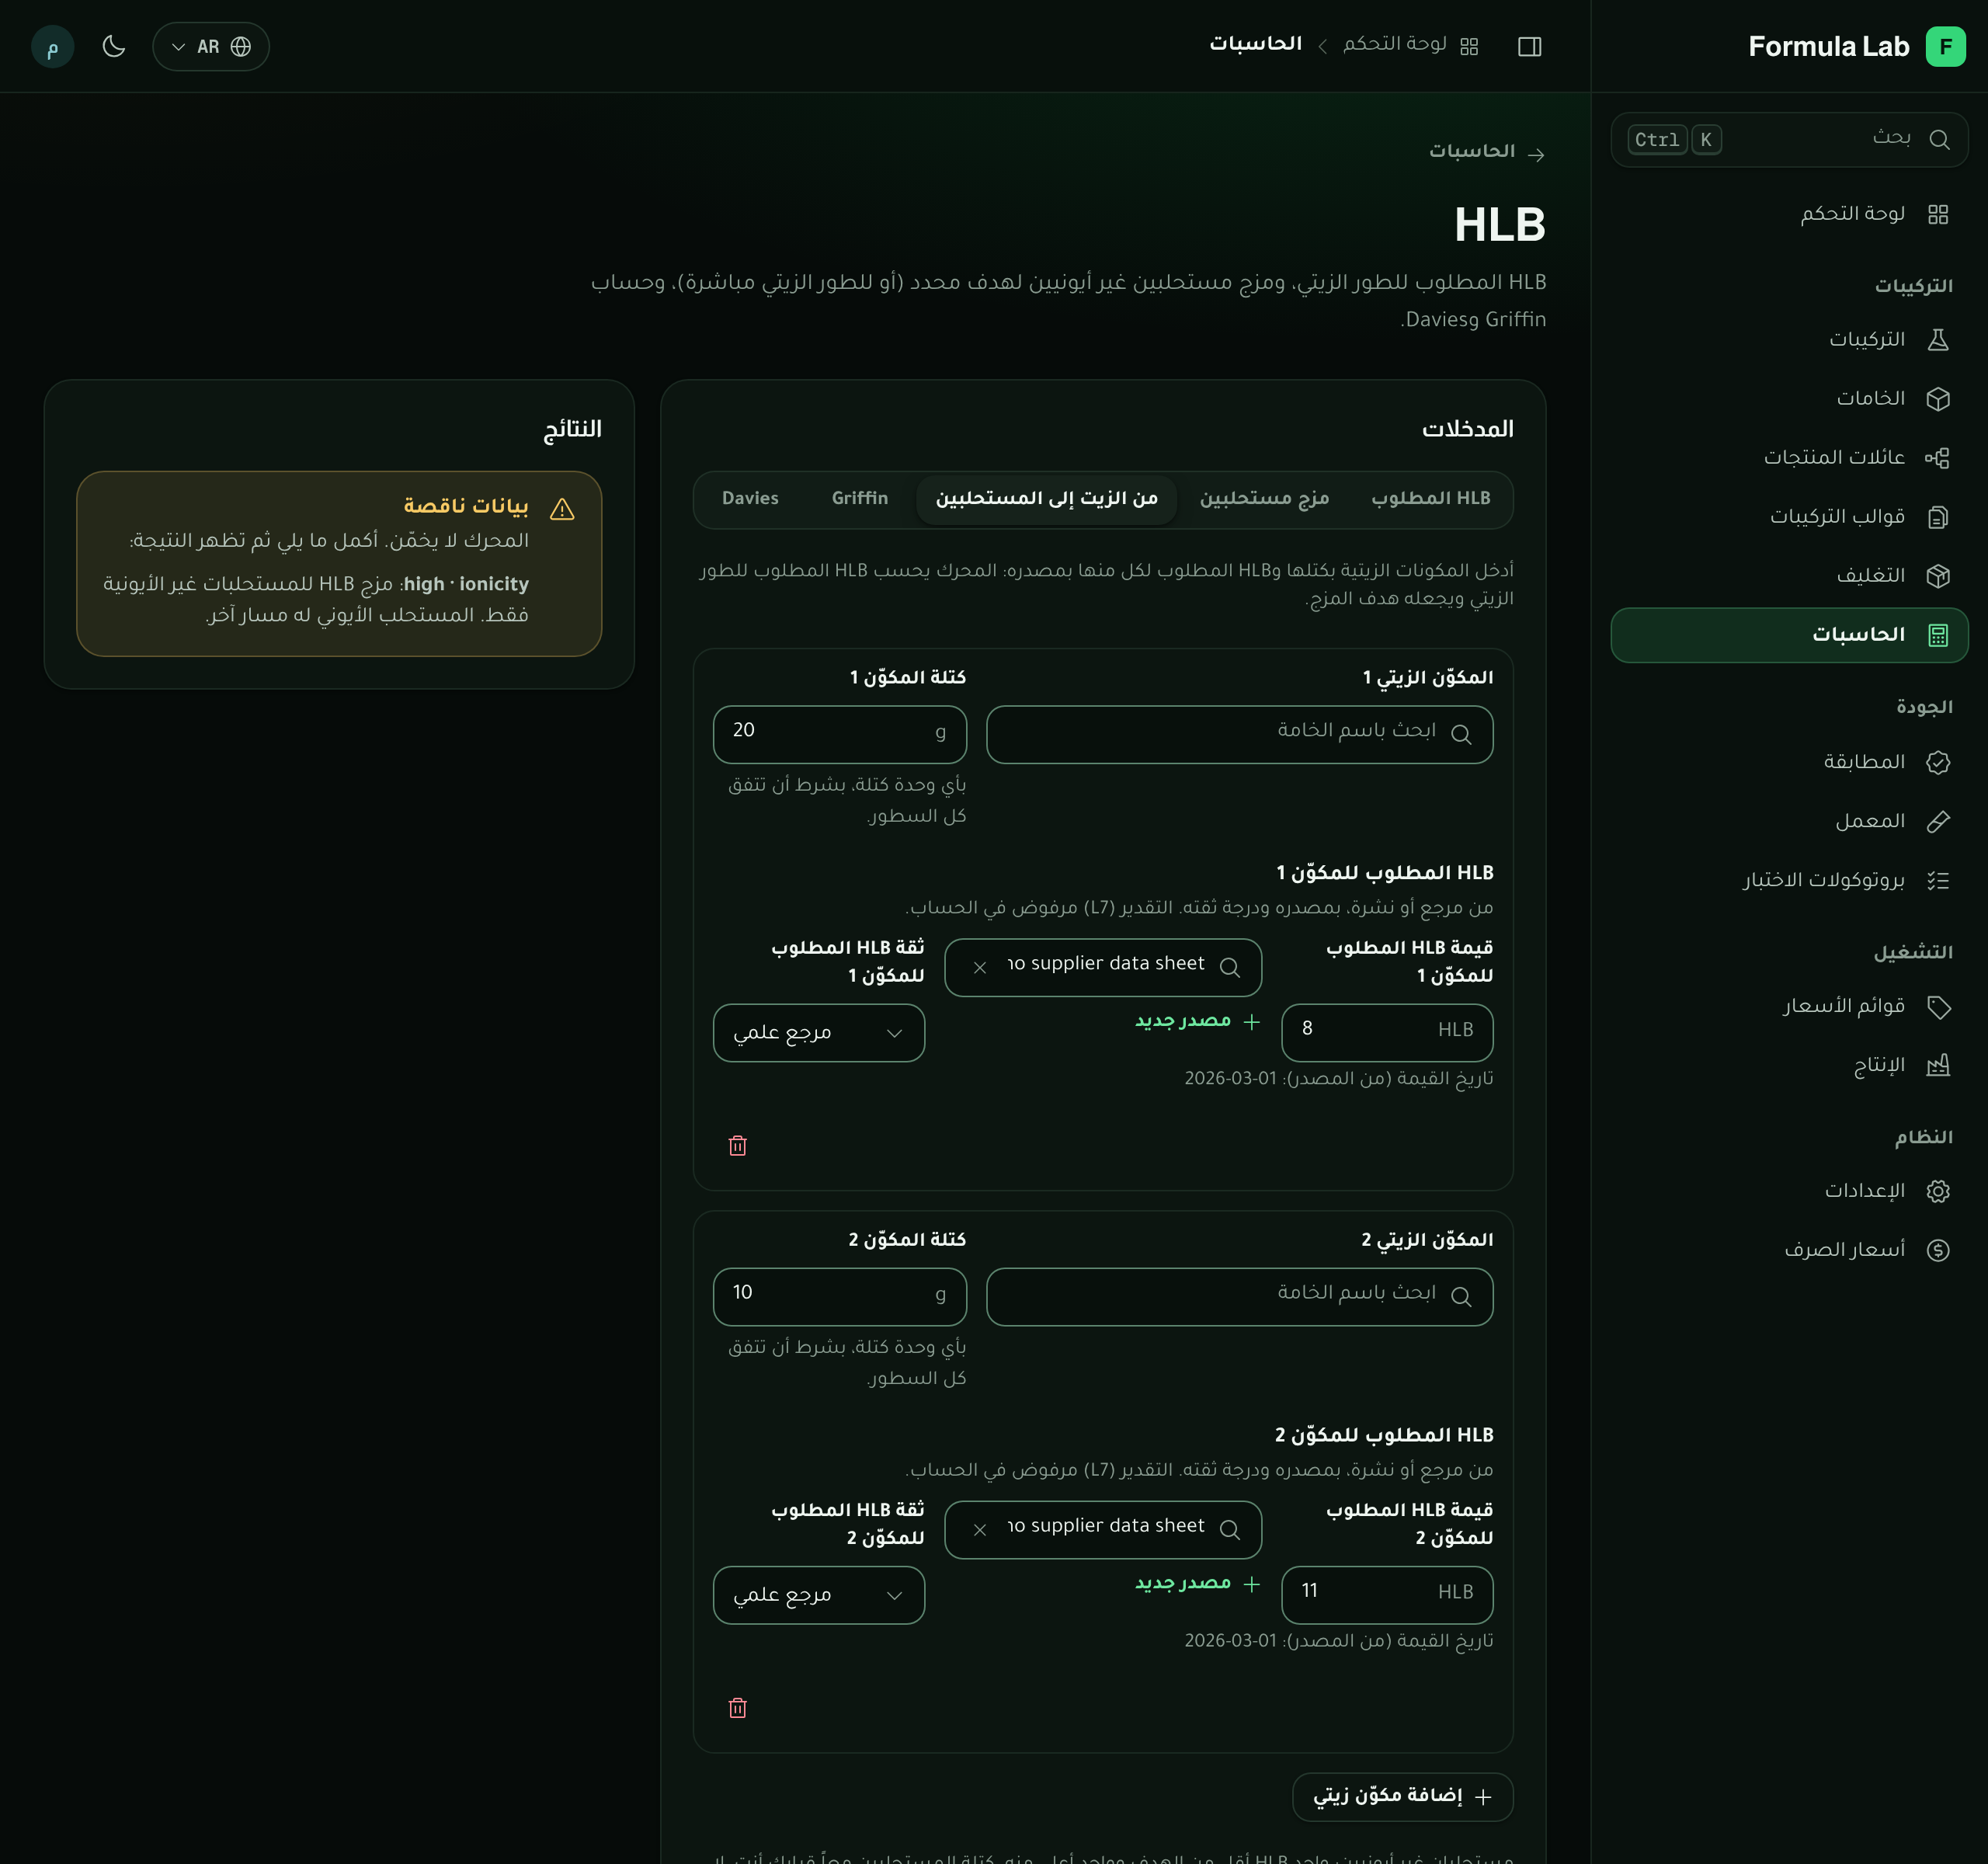 Formula Lab
F
بحث
Ctrl K
لوحة التحكم
التركيبات
التركيبات
الخامات
عائلات المنتجات
قوالب التركيبات
التغليف
الحاسبات
الجودة
المطابقة
المعمل
بروتوكولات الاختبار
التشغيل
قوائم الأسعار
الإنتاج
النظام
الإعدادات
أسعار الصرف
لوحة التحكم
الحاسبات
AR
م
الحاسبات
HLB
HLB المطلوب للطور الزيتي، ومزج مستحلبين غير أيونيين لهدف محدد (أو للطور الزيتي مباشرة)، وحساب
Griffin وDavies.
المدخلات
HLB المطلوب
مزج مستحلبين
من الزيت إلى المستحلبين
Griffin
Davies
أدخل المكونات الزيتية بكتلها وHLB المطلوب لكل منها بمصدره: المحرك يحسب HLB المطلوب للطور
الزيتي ويجعله هدف المزج.
المكوّن الزيتي 1
ابحث باسم الخامة
كتلة المكوّن 1
20 g
بأي وحدة كتلة، بشرط أن تتفق
كل السطور.
HLB المطلوب للمكوّن 1
من مرجع أو نشرة، بمصدره ودرجة ثقته. التقدير (L7) مرفوض في الحساب.
قيمة HLB المطلوب
للمكوّن 1
8 HLB
no supplier data sheet
مصدر جديد
ثقة HLB المطلوب
للمكوّن 1
مرجع علمي
تاريخ القيمة (من المصدر): 2026-03-01
المكوّن الزيتي 2
ابحث باسم الخامة
كتلة المكوّن 2
10 g
بأي وحدة كتلة، بشرط أن تتفق
كل السطور.
HLB المطلوب للمكوّن 2
من مرجع أو نشرة، بمصدره ودرجة ثقته. التقدير (L7) مرفوض في الحساب.
قيمة HLB المطلوب
للمكوّن 2
11 HLB
no supplier data sheet
مصدر جديد
ثقة HLB المطلوب
للمكوّن 2
مرجع علمي
تاريخ القيمة (من المصدر): 2026-03-01
إضافة مكوّن زيتي
النتائج
بيانات ناقصة
المحرك لا يخمّن. أكمل ما يلي ثم تظهر النتيجة:
high · ionicity: مزج HLB للمستحلبات غير الأيونية
فقط. المستحلب الأيوني له مسار آخر.